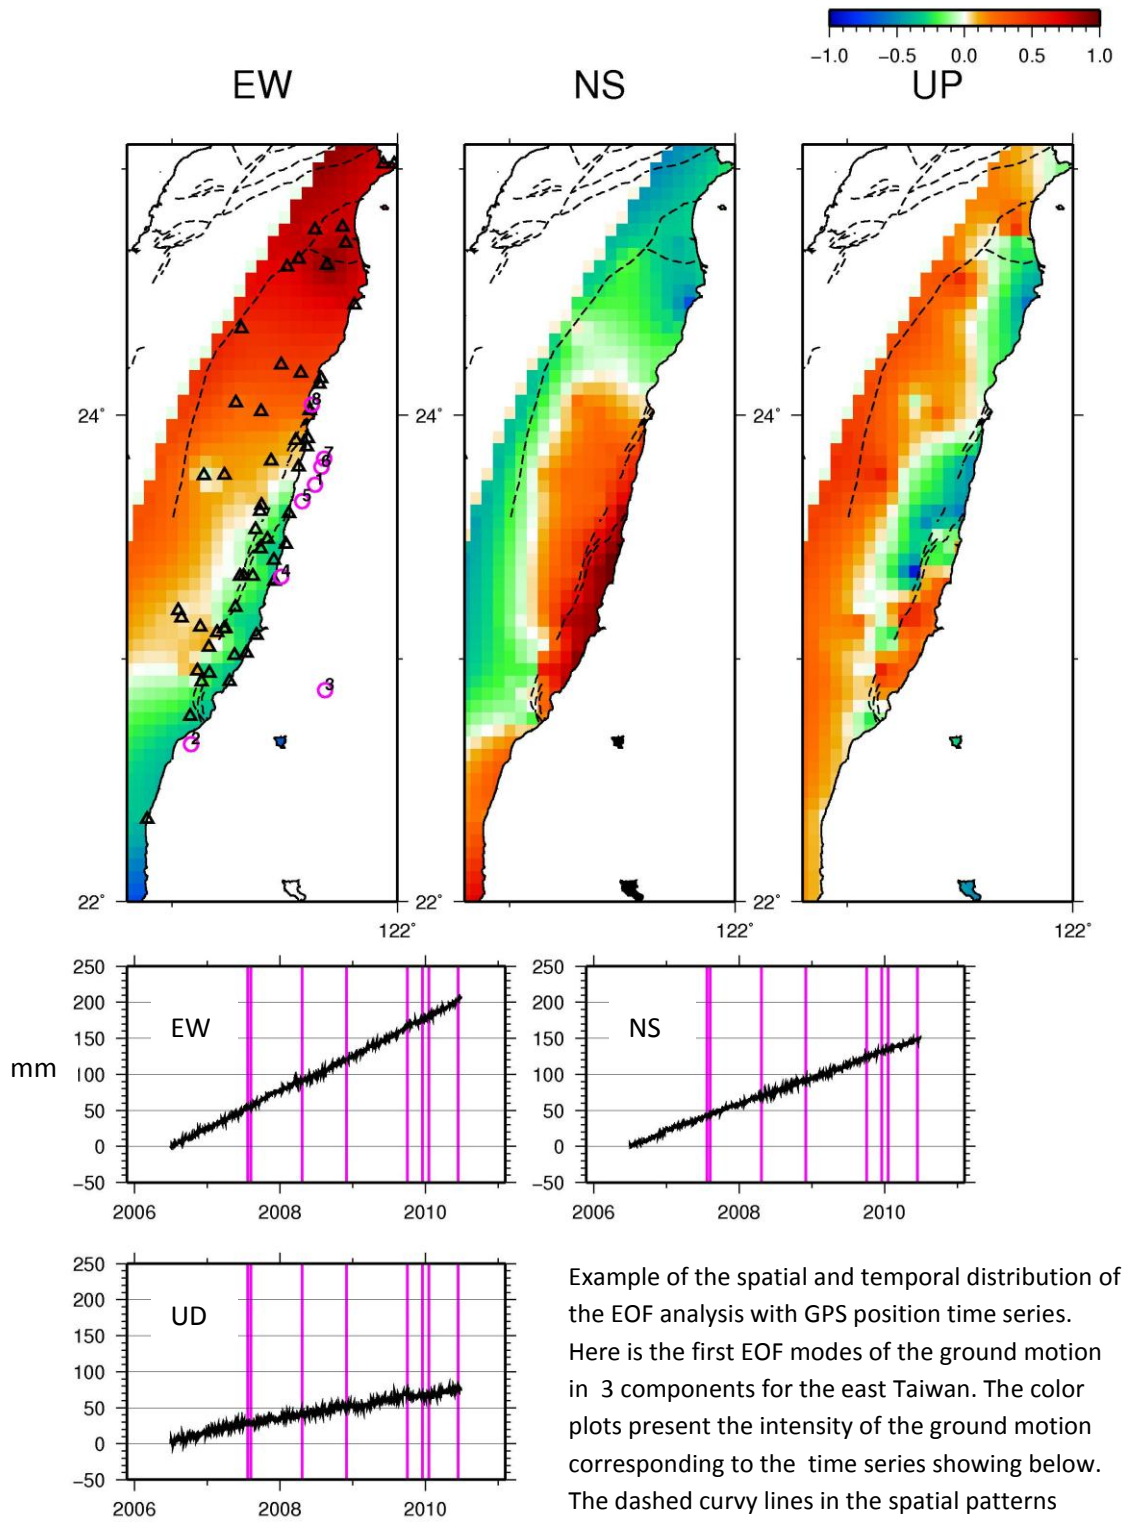 −1.0 −0.5 0.0 0.5 1.0
EW NS UP
8
7
6
1
5
4
3
2
24° 24° 24°
22° 22° 22°
122° 122° 122°
250 250
200 200
150 150
100 100
50 50
0 0
−50 −50
mm
EW NS
2006 2008 2010 2006 2008 2010
250
200
150
100
50
0
−50
UD
2006 2008 2010
Example of the spatial and temporal distribution of
the EOF analysis with GPS position time series.
Here is the first EOF modes of the ground motion
in 3 components for the east Taiwan. The color
plots present the intensity of the ground motion
corresponding to the time series showing below.
The dashed curvy lines in the spatial patterns